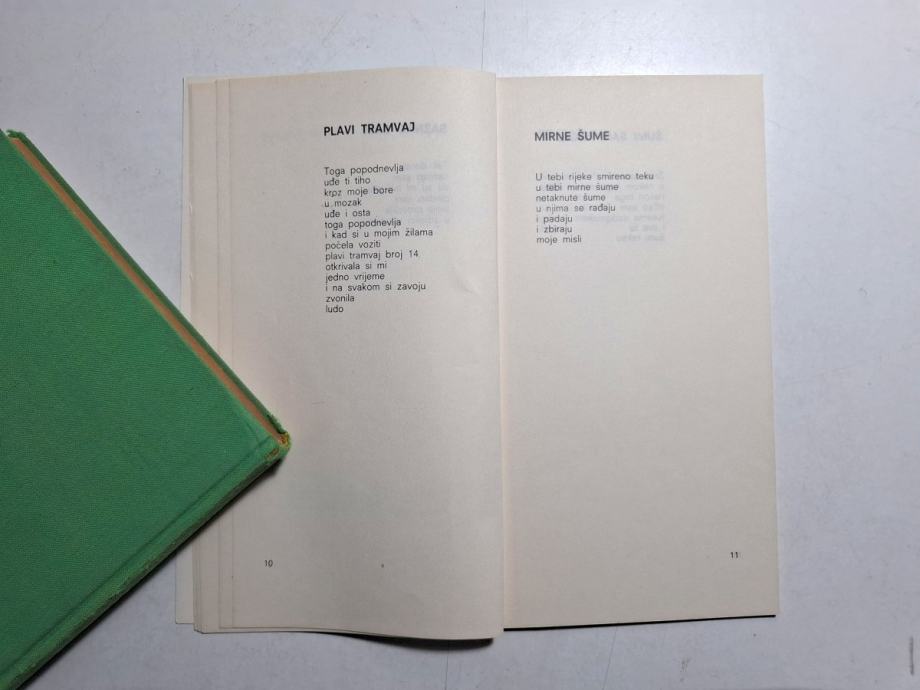 PLAVI TRAMVAJ
Toga popodnevlja
uđe ti tiho
krpz moje bore
u mozak
uđe i osta
toga popodnevlja
i kad si u mojim žilama
počela voziti
plavi tramvaj broj 14
otkrivala si mi
jedno vrijeme
i na svakom si zavoju
zvonila
ludo
10
MIRNE ŠUME
U tebi rijeke smireno teku
u tebi mirne šume
netaknute šume
u njima se rađaju
i padaju
i zbiraju
moje misli
11